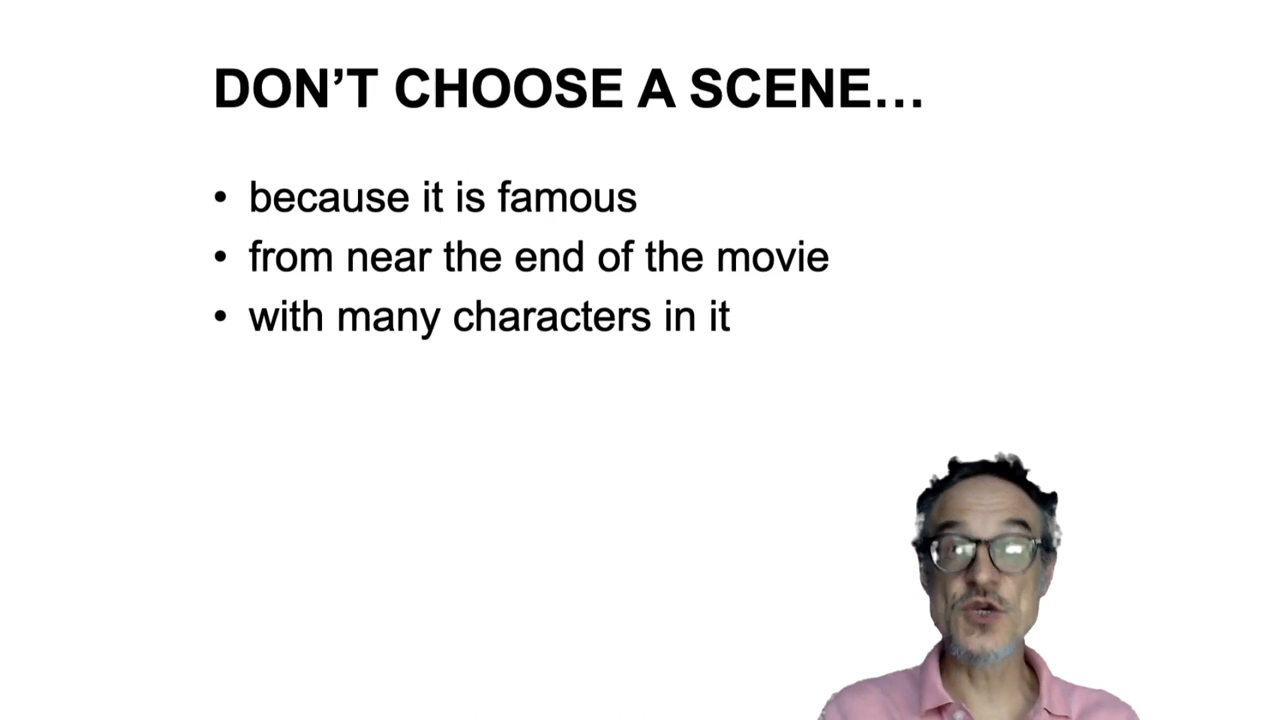 DON’T CHOOSE A SCENE…
• because it is famous
• from near the end of the movie
• with many characters in it